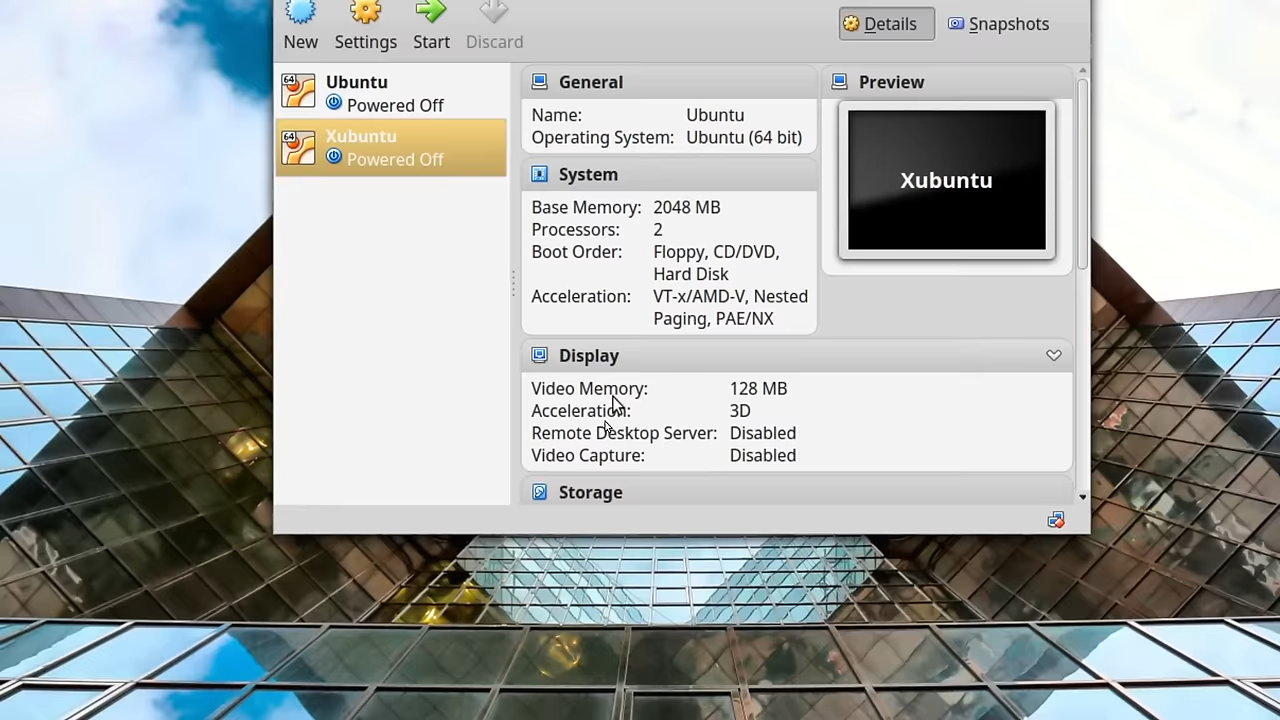 New Settings Start Discard
Details Snapshots
64 Ubuntu
Powered Off
64 Xubuntu
Powered Off
General
Name: Ubuntu
Operating System: Ubuntu (64 bit)
System
Base Memory: 2048 MB
Processors: 2
Boot Order: Floppy, CD/DVD,
Hard Disk
Acceleration: VT-x/AMD-V, Nested
Paging, PAE/NX
Preview
Xubuntu
Display
Video Memory: 128 MB
Acceleration: 3D
Remote Desktop Server: Disabled
Video Capture: Disabled
Storage